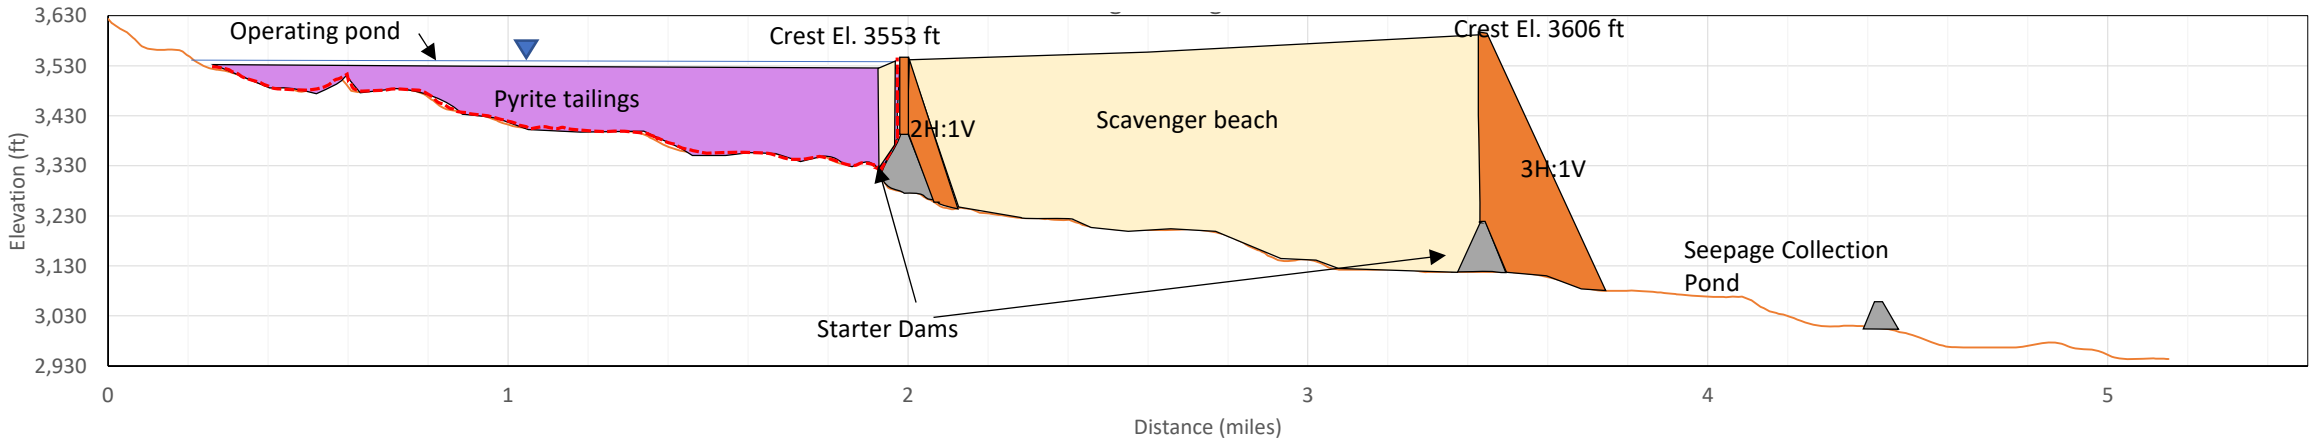 3,630
3,530
3,430
3,330
3,230
3,130
3,030
2,930
Elevation (ft)
Operating pond
Crest El. 3553 ft
Crest El. 3606 ft
Pyrite tailings
2H:1V
Scavenger beach
3H:1V
Seepage Collection
Pond
Starter Dams
0
1
2
3
4
5
Distance (miles)